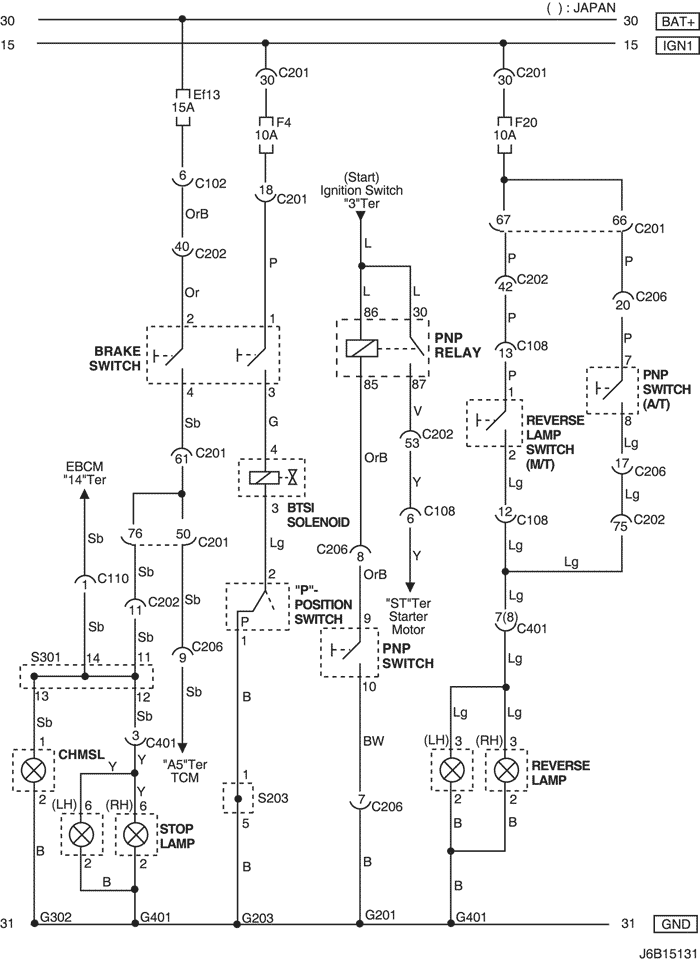 ( ) : JAPAN
30 30 BAT+
15 15 IGN1
30 C201 30 C201
Ef13
15A
F4
10A
F20
10A
6 C102
18 C201
(Start)
Ignition Switch
"3"Ter
OrB
L
67 66 C201
40 C202
P
P P
C202
42
C206
20
Or
L L
P P
2 1 86 30
BRAKE
SWITCH
PNP
RELAY
13 C108
7
PNP
SWITCH
(A/T)
4 3 85 87
P
1
8
REVERSE
LAMP
SWITCH
(M/T)
Sb G V
2
Lg
61 C201
4
OrB
53 C202
17 C206
EBCM
"14"Ter
BTSI
SOLENOID
3
Y
Lg Lg
76 50 C201
6 C108
12 C108
75 C202
Sb
Lg
C206
8
Y
Lg
Lg
1 C110
Sb Sb
2
OrB
"P"-
POSITION
SWITCH
P
"ST"Ter
Starter
Motor
11 C202
Lg
Sb Sb
1
9
7(8)
C401
S301 14 11
9 C206
PNP
SWITCH
Lg
13 12
Sb
10
Sb Sb
B
Lg Lg
1
3 C401
BW
(LH) 3 (RH) 3
CHMSL
Y Y
"A5"Ter
TCM
REVERSE
LAMP
2
(LH) 6 (RH) 6
1
S203
5
7
C206
2 2
STOP
LAMP
B B
B
2 2
B
B B
B
31 G302 G401 G203 G201 G401 31 GND
J6B15131